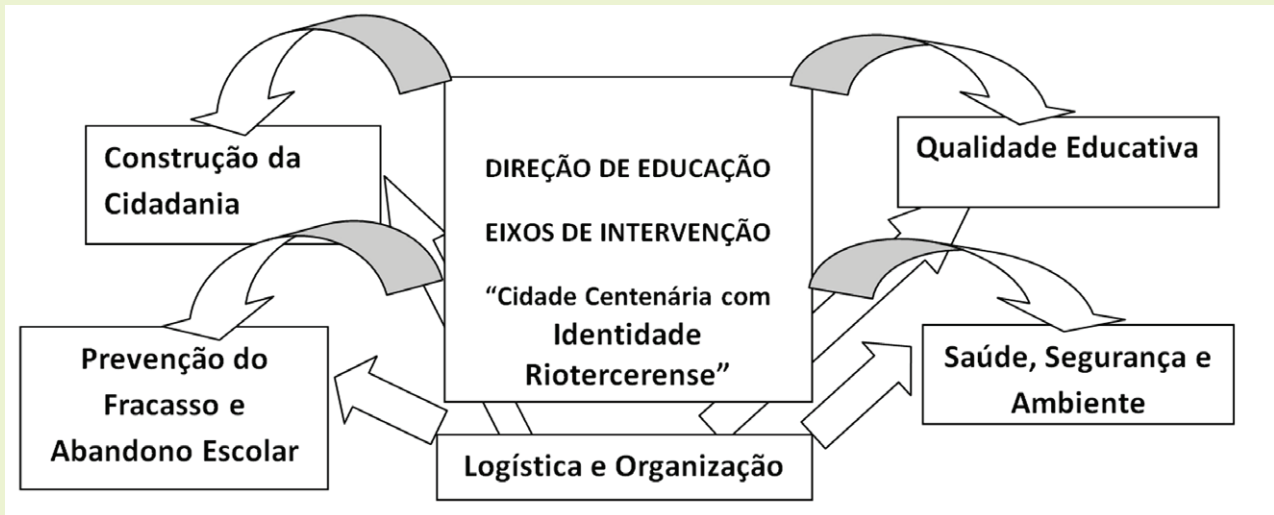 Construção da
Cidadania
DIREÇÃO DE EDUCAÇÃO
EIXOS DE INTERVENÇÃO
“Cidade Centenária com
Identidade
Riotercerense”
Qualidade Educativa
Prevenção do
Fracasso e
Abandono Escolar
Saúde, Segurança e
Ambiente
Logística e Organização